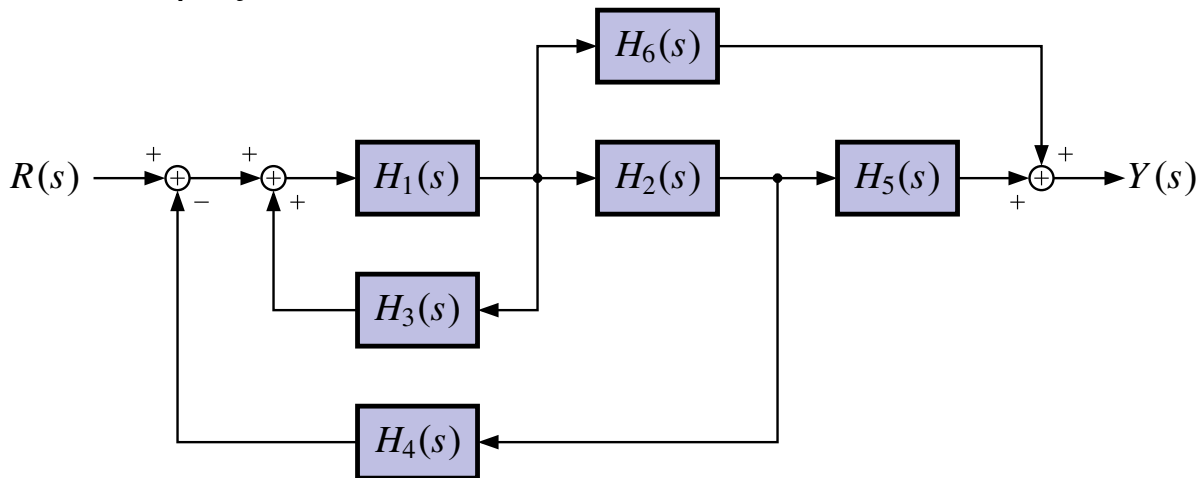 H₆(s)
+ + +
R(s) + + H₁(s) H₂(s) H₅(s) + Y(s)
− + +
H₃(s)
H₄(s)